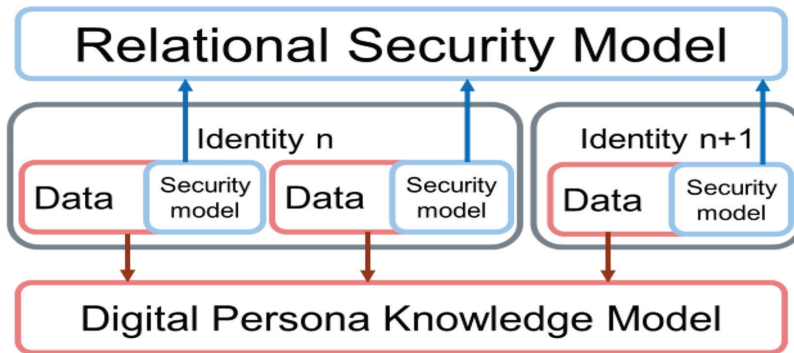 Relational Security Model
Identity n
Identity n+1
Data
Security
model
Data
Security
model
Data
Security
model
Digital Persona Knowledge Model